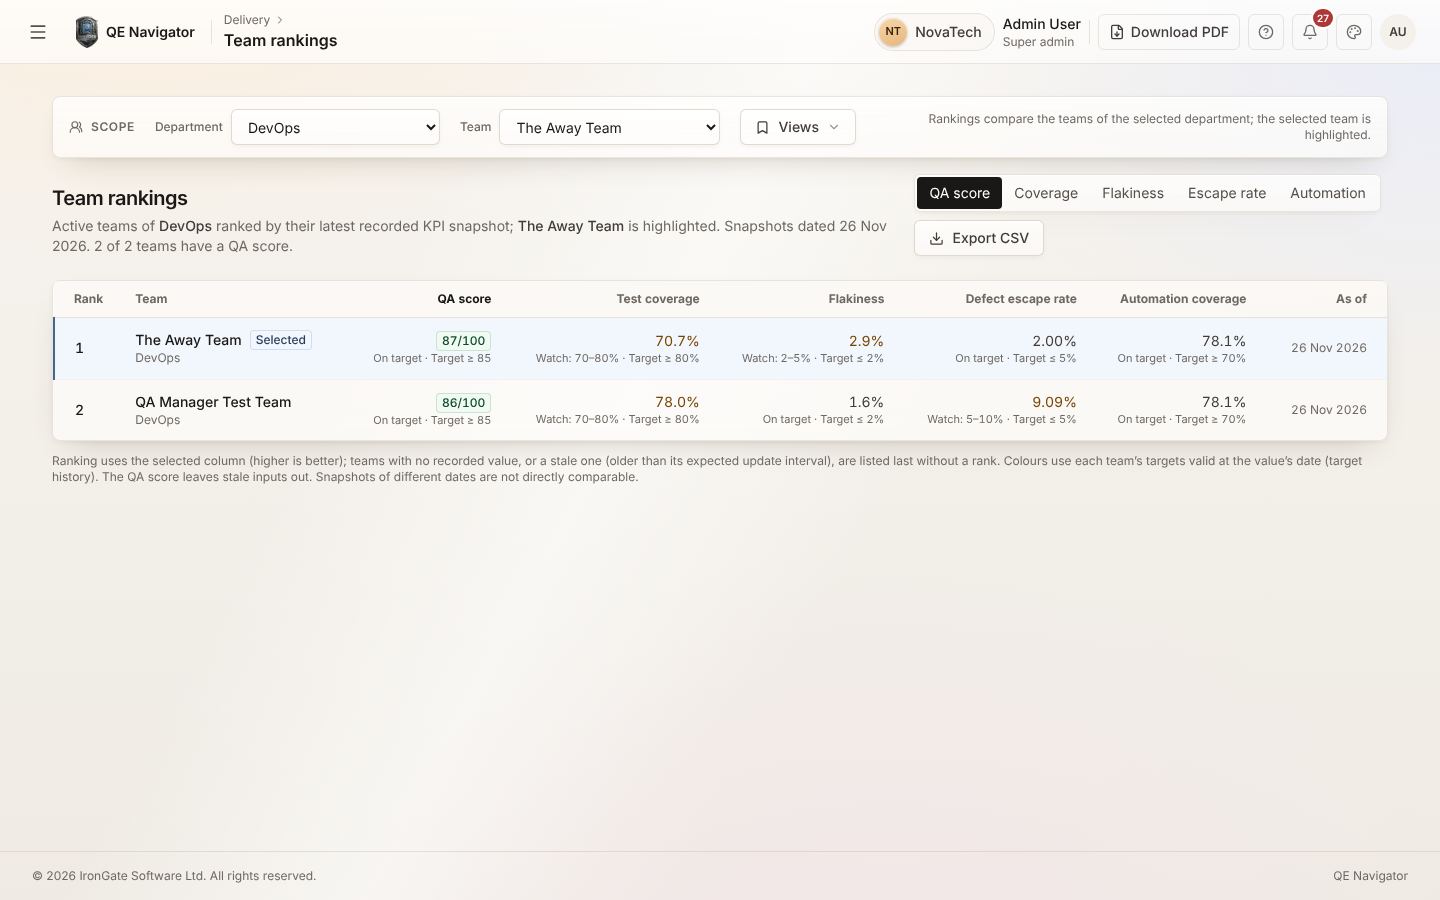 QE Navigator
Delivery
Team rankings
NT NovaTech
Admin User
Super admin
Download PDF
27
AU
SCOPE
Department
DevOps
Team
The Away Team
Views
Rankings compare the teams of the selected department; the selected team is
highlighted.
Team rankings
Active teams of DevOps ranked by their latest recorded KPI snapshot; The Away Team is highlighted. Snapshots dated 26 Nov
2026. 2 of 2 teams have a QA score.
QA score Coverage Flakiness Escape rate Automation
Export CSV
Rank Team QA score Test coverage Flakiness Defect escape rate Automation coverage As of
1 The Away Team Selected 87/100 70.7% 2.9% 2.00% 78.1% 26 Nov 2026
DevOps On target · Target ≥ 85 Watch: 70–80% · Target ≥ 80% Watch: 2–5% · Target ≤ 2% On target · Target ≤ 5% On target · Target ≥ 70%
2 QA Manager Test Team 86/100 78.0% 1.6% 9.09% 78.1% 26 Nov 2026
DevOps On target · Target ≥ 85 Watch: 70–80% · Target ≥ 80% On target · Target ≤ 2% Watch: 5–10% · Target ≤ 5% On target · Target ≥ 70%
Ranking uses the selected column (higher is better); teams with no recorded value, or a stale one (older than its expected update interval), are listed last without a rank. Colours use each team’s targets valid at the value’s date (target
history). The QA score leaves stale inputs out. Snapshots of different dates are not directly comparable.
© 2026 IronGate Software Ltd. All rights reserved.
QE Navigator